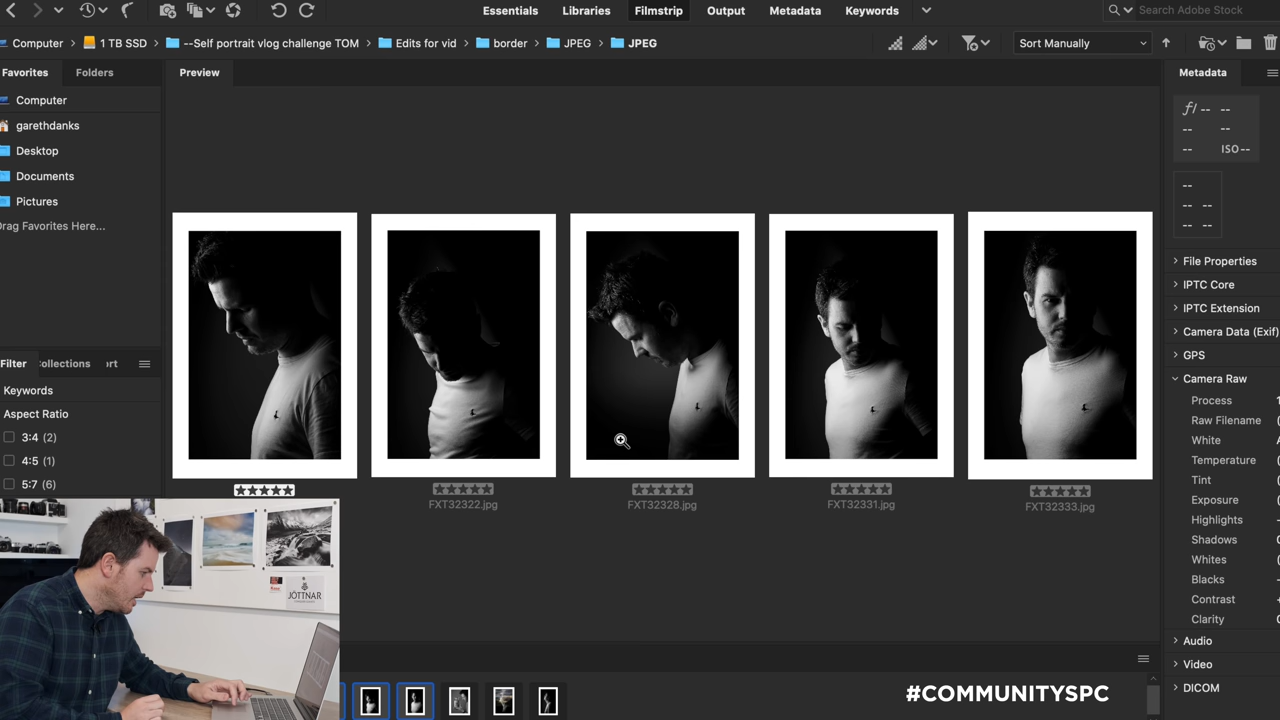 Essentials Libraries Filmstrip Output Metadata Keywords Search Adobe Stock
Computer 1 TB SSD --Self portrait vlog challenge TOM Edits for vid border JPEG JPEG Sort Manually
Favorites Folders
Computer
garethdanks
Desktop
Documents
Pictures
Drag Favorites Here...
Filter Collections ort
Keywords
Aspect Ratio
3:4 (2)
4:5 (1)
5:7 (6)
Preview
FXT32322.jpg FXT32328.jpg FXT32331.jpg FXT32333.jpg
Metadata
f/ -- --
-- --
-- ISO --
--
-- --
-- --
File Properties
IPTC Core
IPTC Extension
Camera Data (Exif)
GPS
Camera Raw
Process
Raw Filename
White
Temperature
Tint
Exposure
Highlights
Shadows
Whites
Blacks
Contrast
Clarity
Audio
Video
DICOM
JÖTTNAR
#COMMUNITYSPC